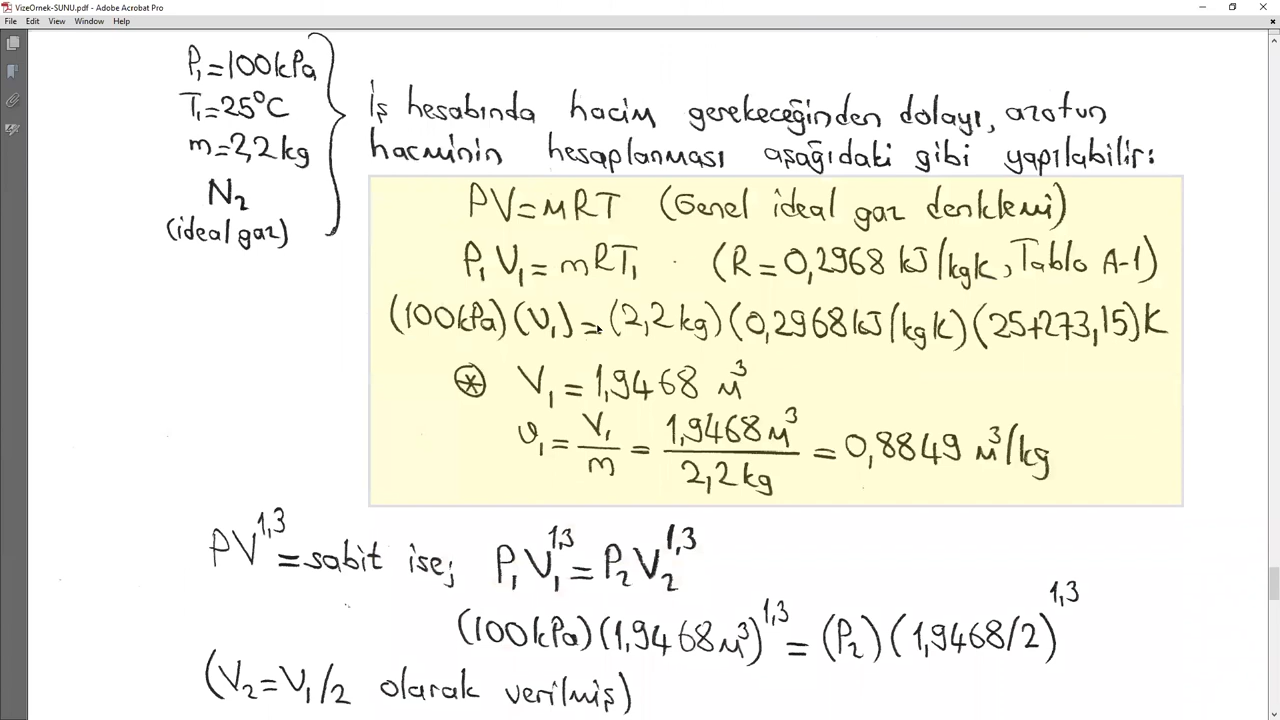 VizeOrnek-SUNU.pdf - Adobe Acrobat Pro
File Edit View Window Help
P₁=100kPa
T₁=25°C
m=2,2kg
N₂
(ideal gaz)
İş hesabında hacim gerekeceğinden dolayı, azotun
hacminin hesaplanması aşağıdaki gibi yapılabilir:
PV=mRT (Genel ideal gaz denklemi)
P₁V₁=mRT₁ (R=0,2968 kJ/kgK, Tablo A-1)
(100kPa)(V₁)=(2,2kg)(0,2968kJ/kgK)(25+273,15)K
⊛ V₁=1,9468 m³
υ₁=V₁/m=1,9468m³/2,2kg=0,8849 m³/kg
PV^1,3=sabit ise; P₁V₁^1,3=P₂V₂^1,3
(100kPa)(1,9468m³)^1,3=(P₂)(1,9468/2)^1,3
(V₂=V₁/2 olarak verilmiş)